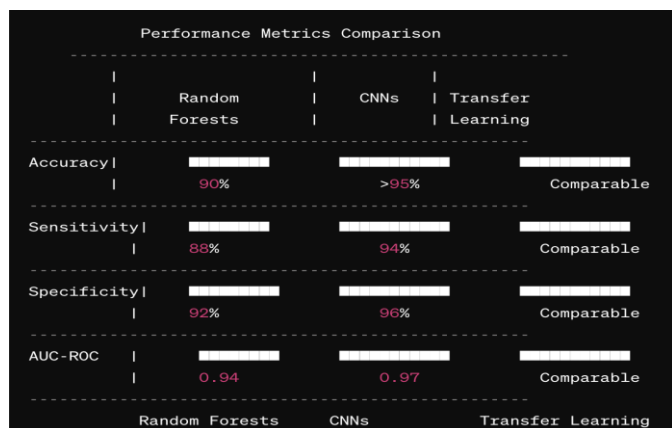 Performance Metrics Comparison
Random CNNs Transfer
Forests Learning
Accuracy
90% >95% Comparable
Sensitivity
88% 94% Comparable
Specificity
92% 96% Comparable
AUC-ROC
0.94 0.97 Comparable
Random Forests CNNs Transfer Learning